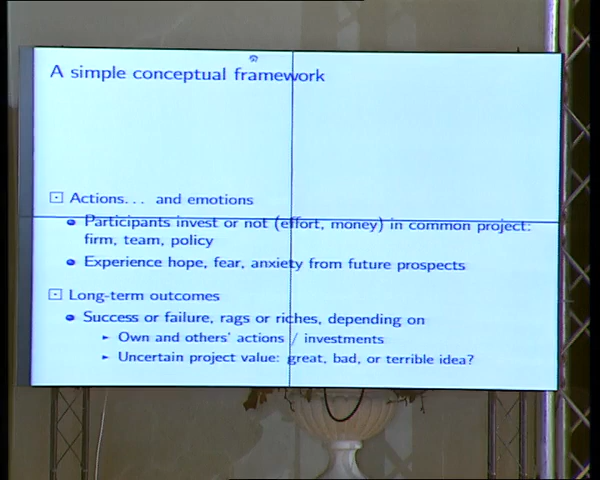 A simple conceptual framework
Actions... and emotions
Participants invest or not (effort, money) in common project:
firm, team, policy
Experience hope, fear, anxiety from future prospects
Long-term outcomes
Success or failure, rags or riches, depending on
Own and others' actions / investments
Uncertain project value: great, bad, or terrible idea?